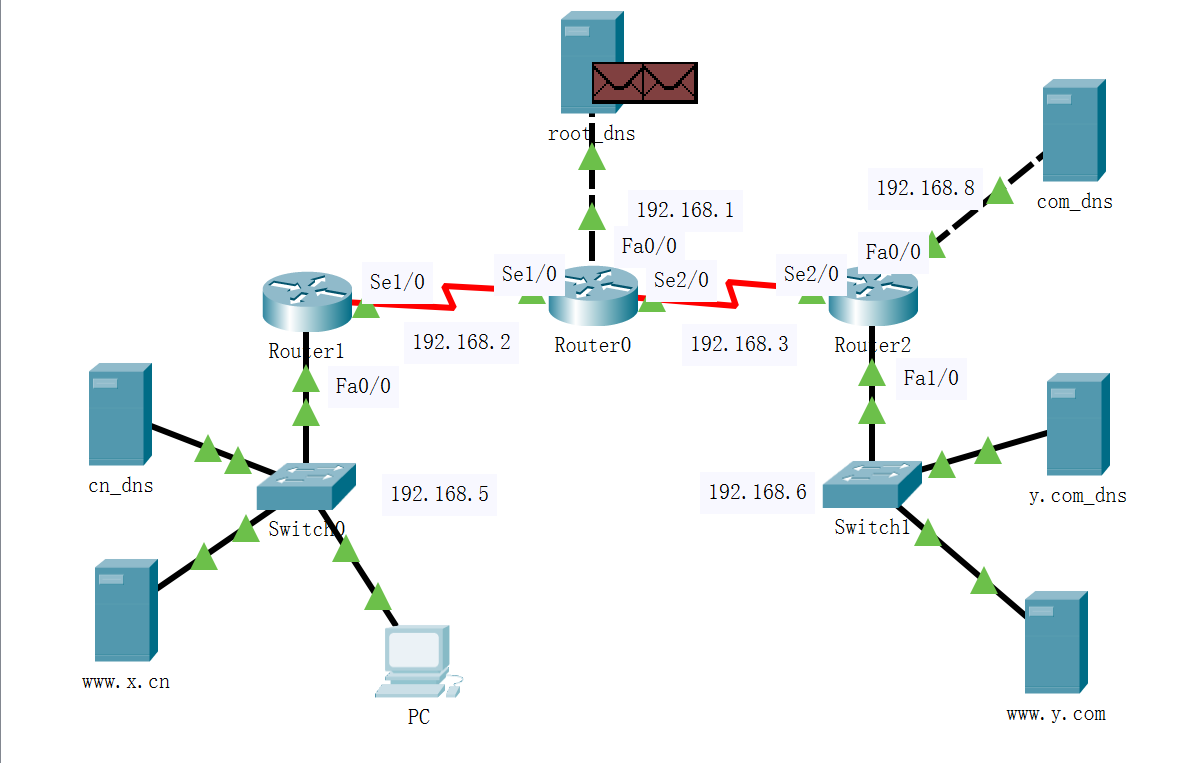 root_dns
com_dns
192.168.8
192.168.1
Fa0/0
Fa0/0
Se1/0
Se1/0
Se2/0
Se2/0
192.168.2
192.168.3
Router1
Router0
Router2
Fa0/0
Fa1/0
cn_dns
192.168.5
192.168.6
y.com_dns
Switch0
Switch1
www.x.cn
PC
www.y.com